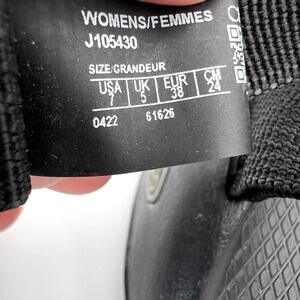 WOMENS/FEMMES
J105430
SIZE/GRANDEUR
USA UK EUR CM
7 5 38 24
0422 61626